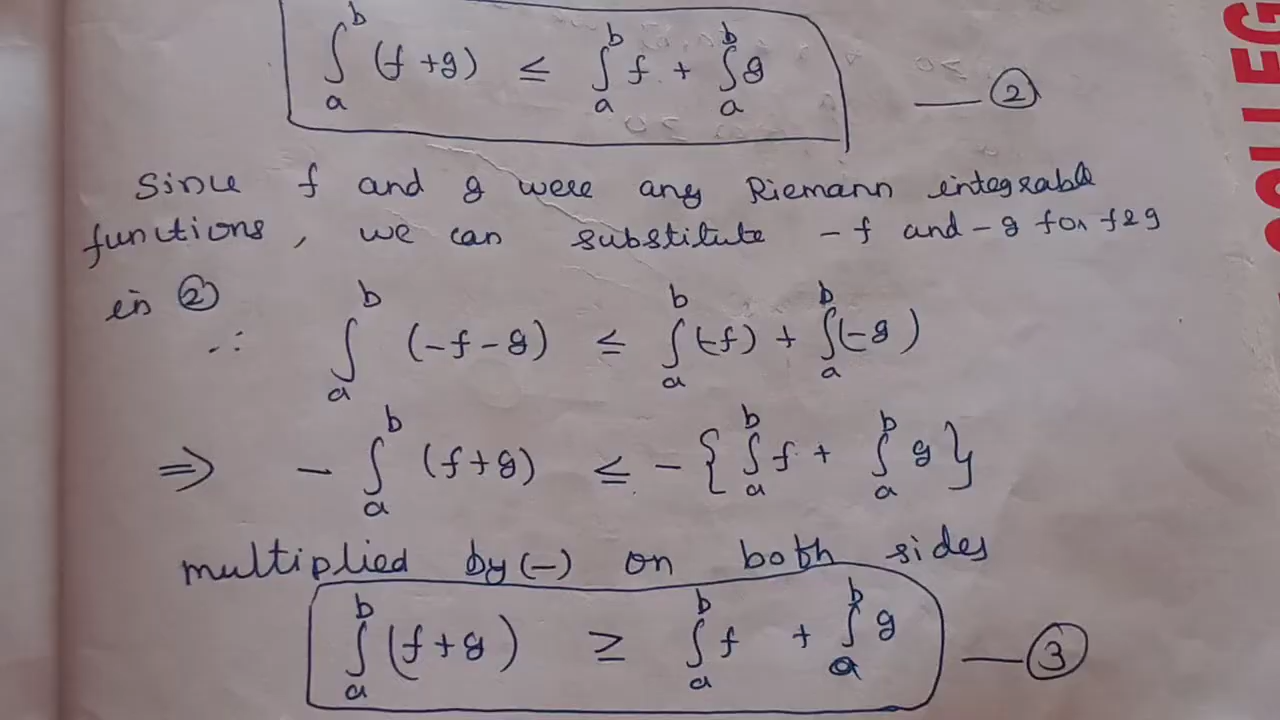 ∫_a^b (f+g) ≤ ∫_a^b f + ∫_a^b g — ②
Since f and g were any Riemann integrable
functions, we can substitute -f and -g for f & g
in ②
∴ ∫_a^b (-f-g) ≤ ∫_a^b (-f) + ∫_a^b (-g)
⇒ - ∫_a^b (f+g) ≤ - { ∫_a^b f + ∫_a^b g }
multiplied by (-) on both sides
∫_a^b (f+g) ≥ ∫_a^b f + ∫_a^b g — ③